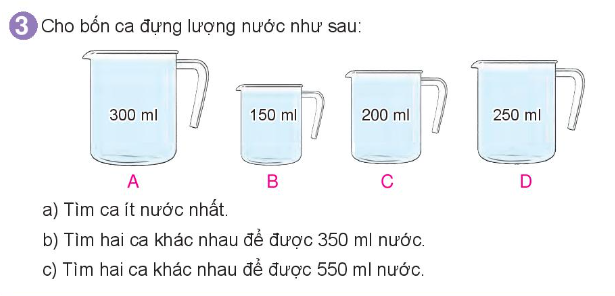 3 Cho bốn ca đựng lượng nước như sau:
300 ml 150 ml 200 ml 250 ml
A B C D
a) Tìm ca ít nước nhất.
b) Tìm hai ca khác nhau để được 350 ml nước.
c) Tìm hai ca khác nhau để được 550 ml nước.